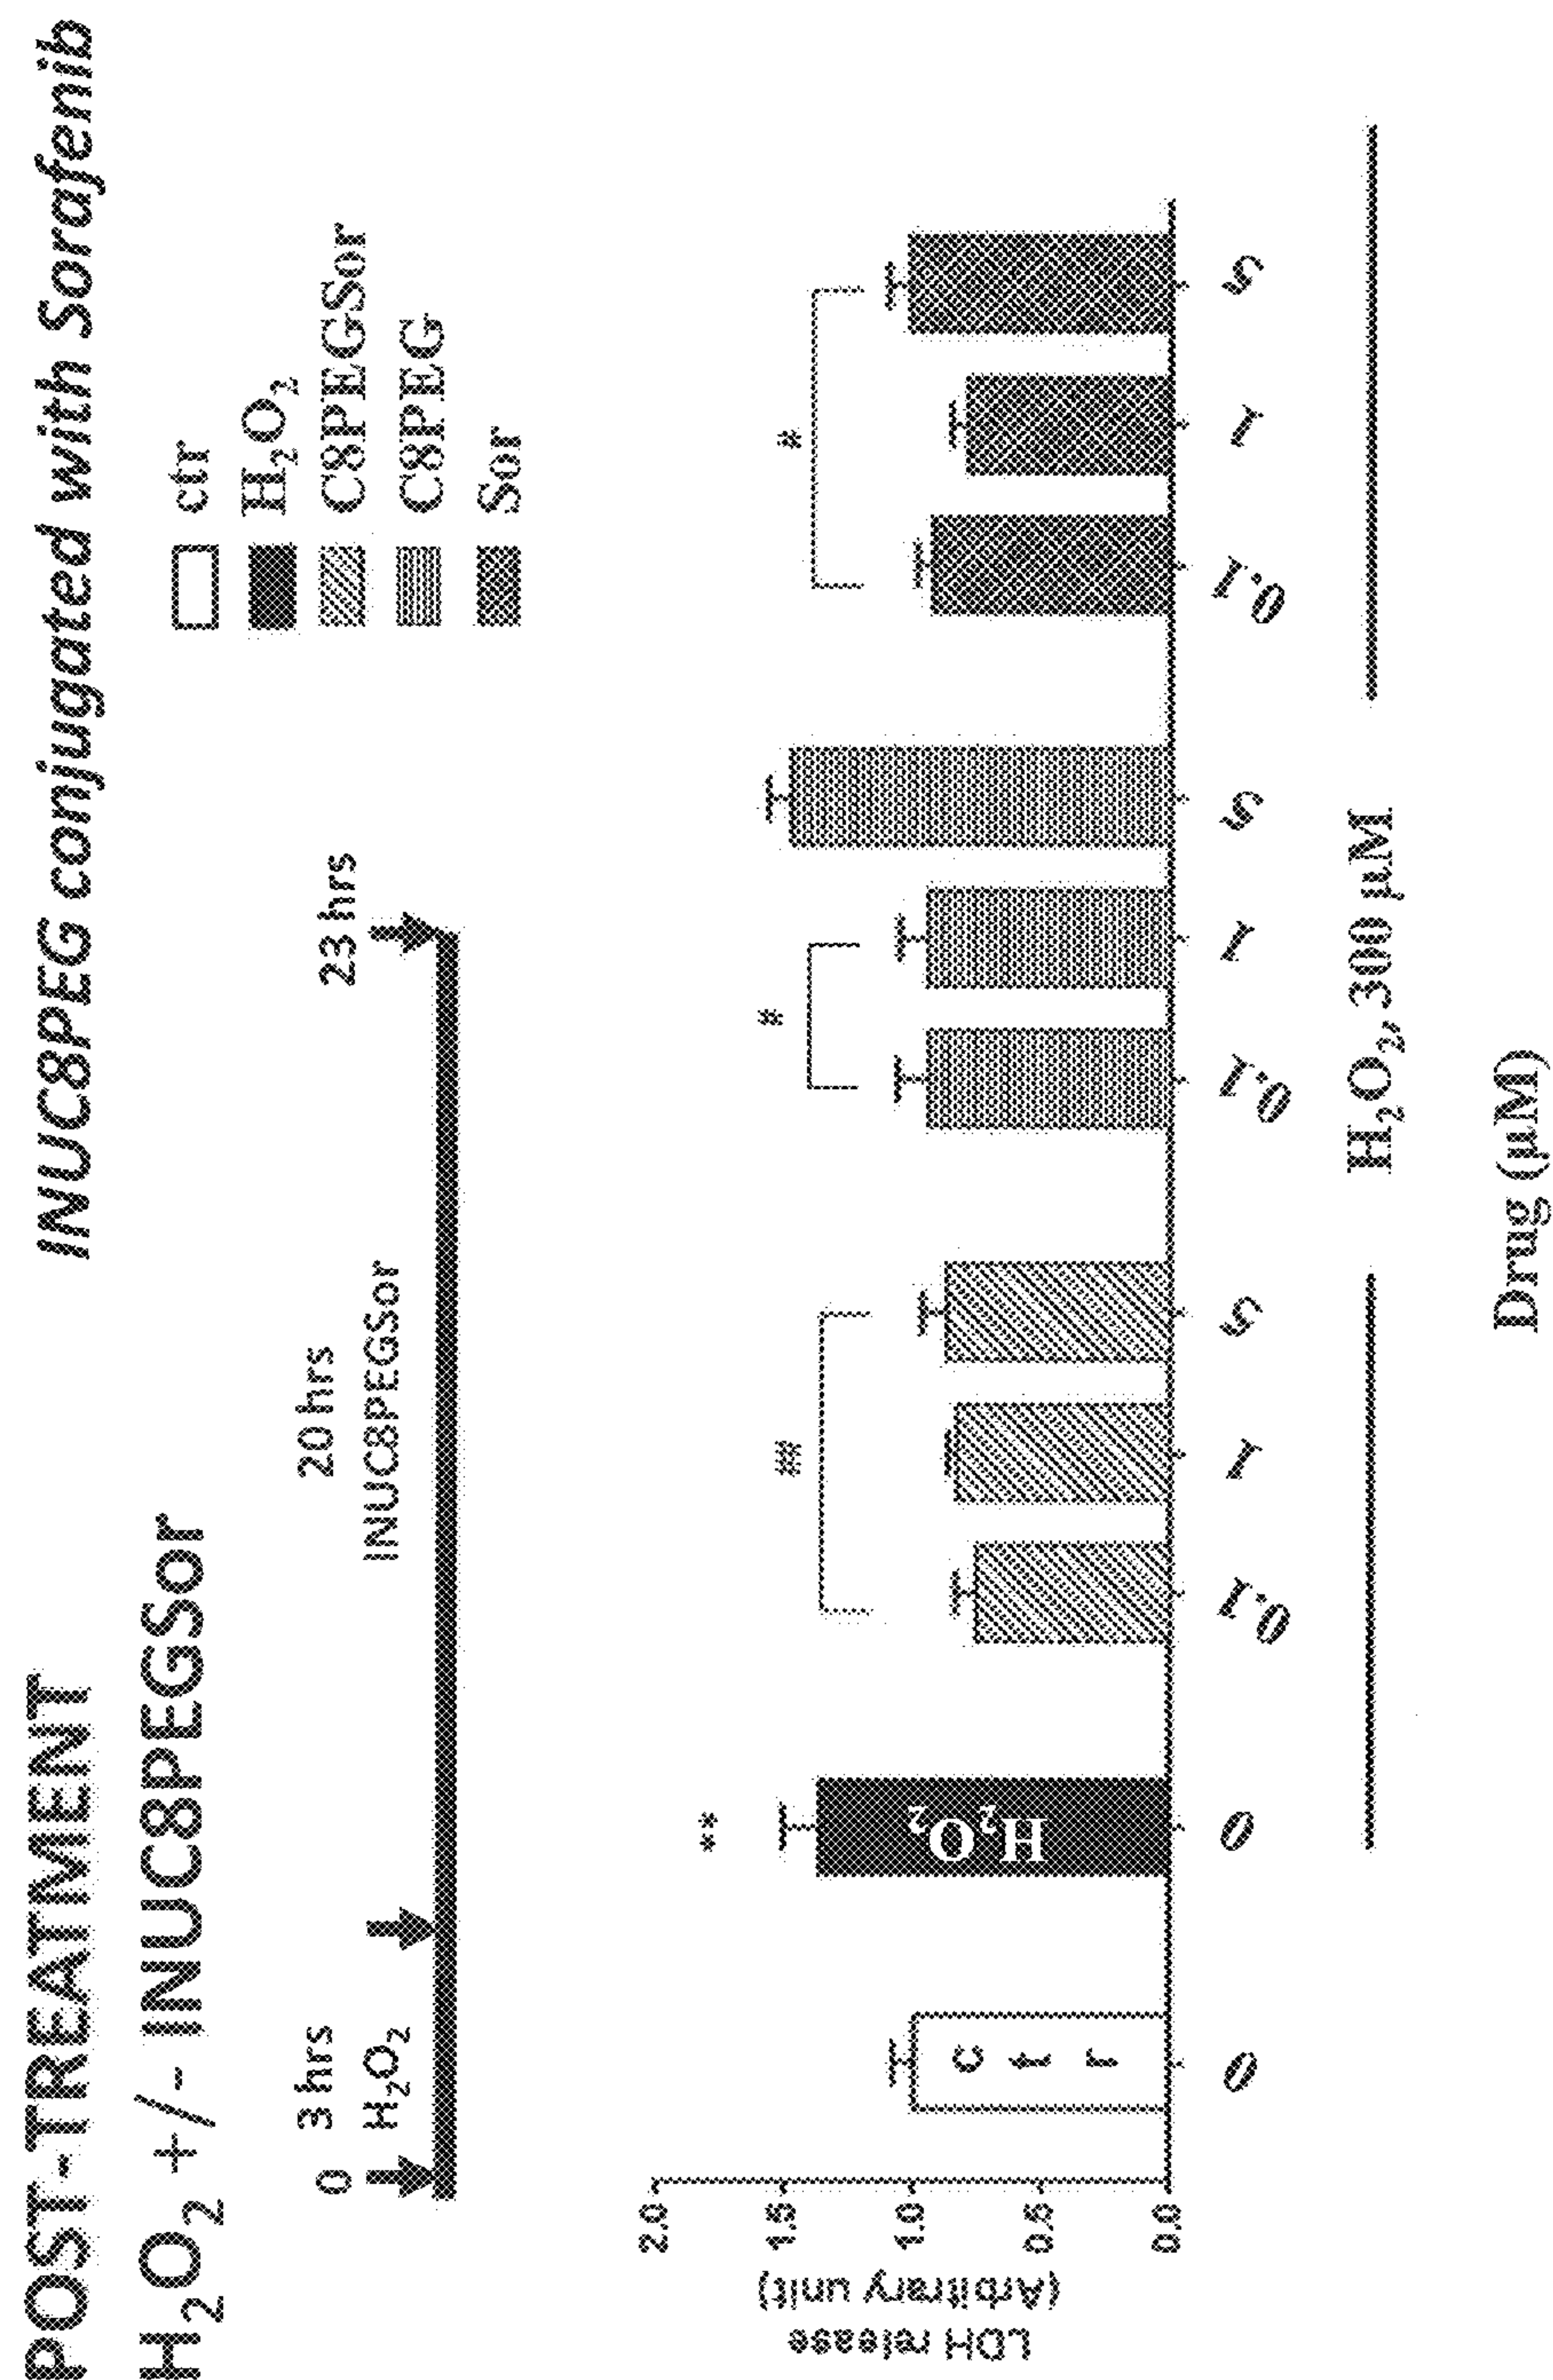 POST-TREATMENT
INUC8PEG conjugated with Sorafenib
H₂O₂ +/- INUC8PEGSor
ctr
H₂O₂
C8PEGSor
C8PEG
Sor
0
3 hrs
H₂O₂
20 hrs
INUC8PEGSor
23 hrs
LDH release
(Arbitrary unit)
2.0
1.5
1.0
0.5
0.0
**
##
#
#
ctr
H₂O₂
0 0 0.1 1 5 0.1 1 5 0.1 1 5
H₂O₂, 300 µM
Drug (µM)